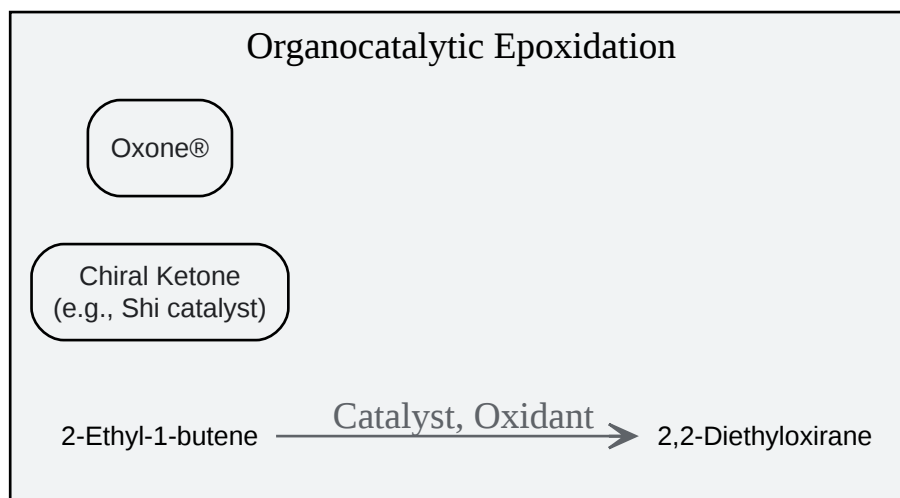 Organocatalytic Epoxidation
Oxone®
Chiral Ketone
(e.g., Shi catalyst)
Catalyst, Oxidant
2-Ethyl-1-butene
2,2-Diethyloxirane